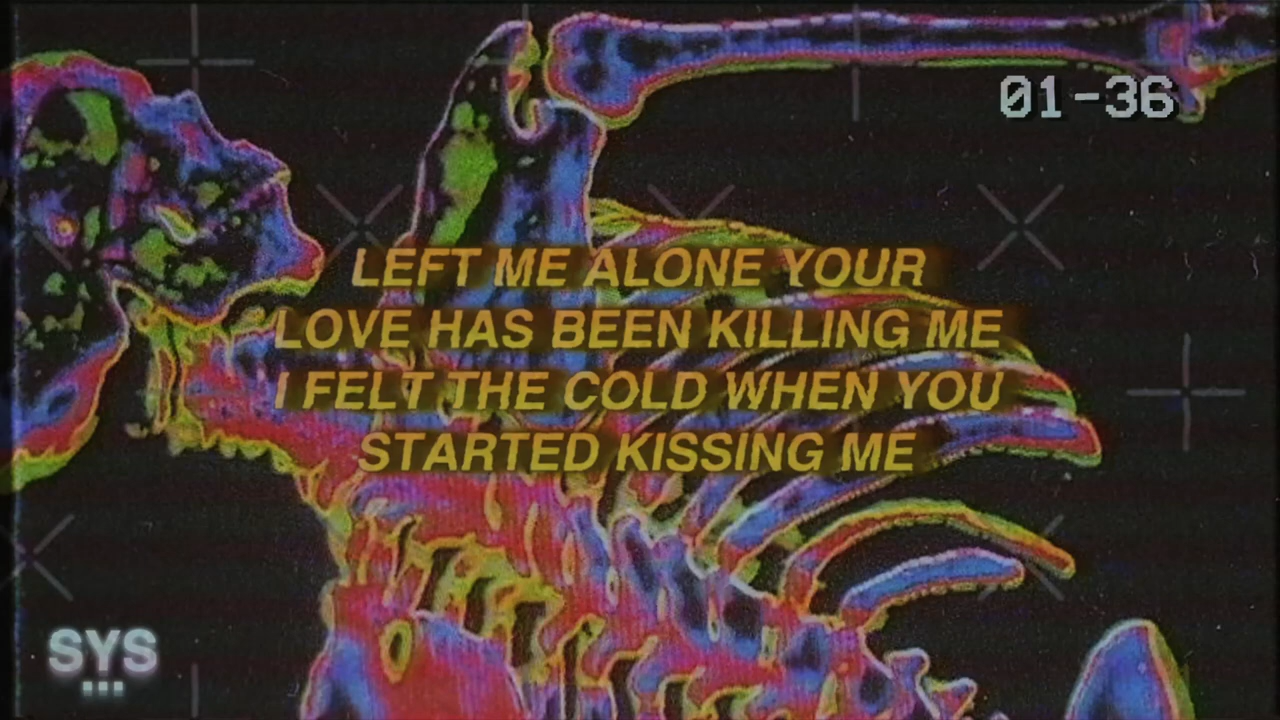 01-36
LEFT ME ALONE YOUR
LOVE HAS BEEN KILLING ME
I FELT THE COLD WHEN YOU
STARTED KISSING ME
SYS